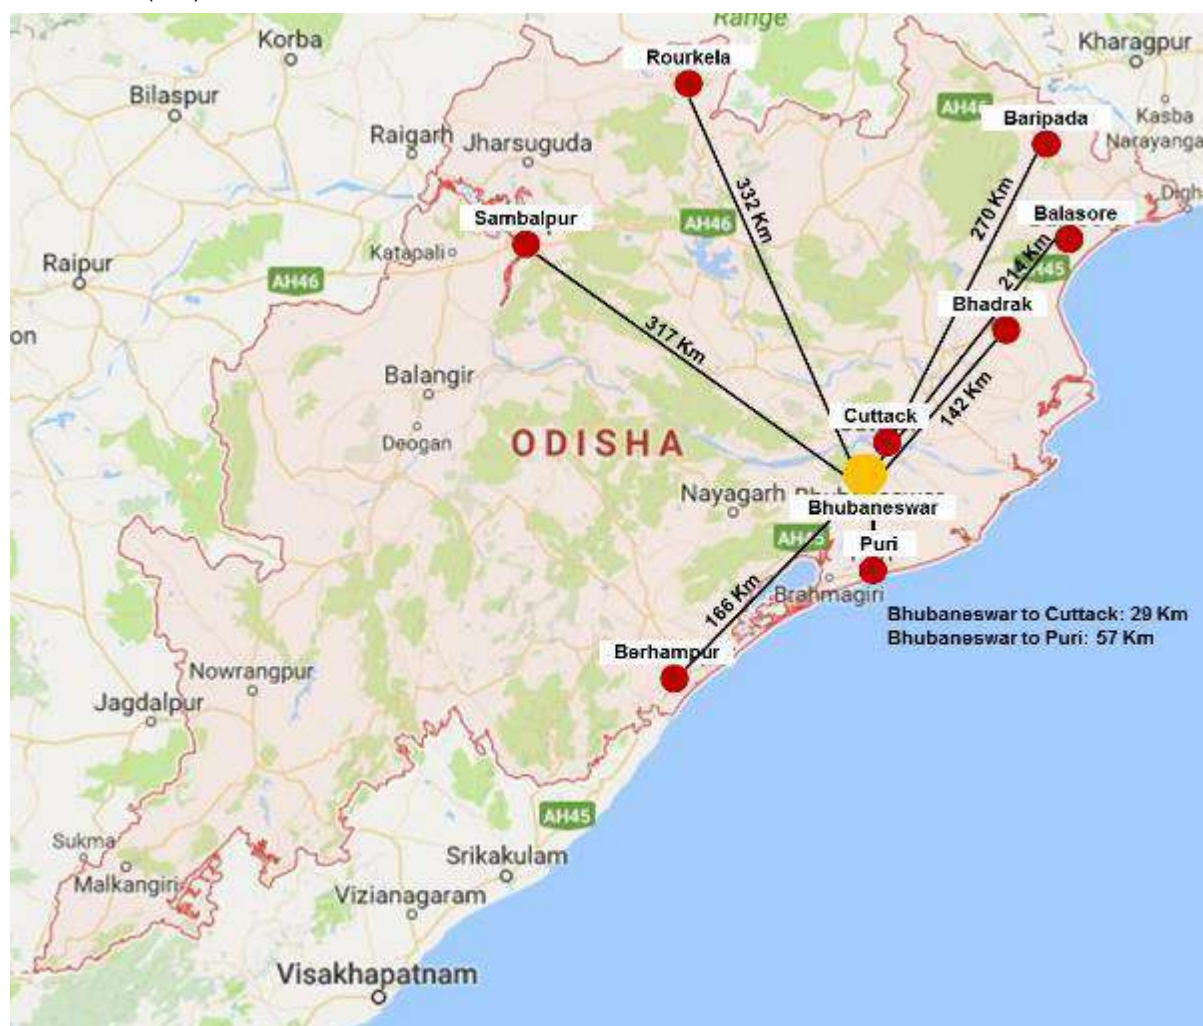 Range
Korba
Rourkela
Kharagpur
Bilaspur
AH46
Baripada
Kasba
Narayanga
Raigarh
Jharsuguda
332 Km
270 Km
Sambalpur
AH46
Balasore
Digh
Katapali
Raipur
AH46
214 Km
AH45
on
317 Km
Bhadrak
Balangir
142 Km
Cuttack
Deogan
ODISHA
Nayagarh
Bhubaneswar
Bhubaneswar
AH45
Puri
166 Km
Brahmagiri
Bhubaneswar to Cuttack: 29 Km
Bhubaneswar to Puri: 57 Km
Berhampur
Nowrangpur
Jagdalpur
AH45
Sukma
Srikakulam
Malkangiri
Vizianagaram
Visakhapatnam